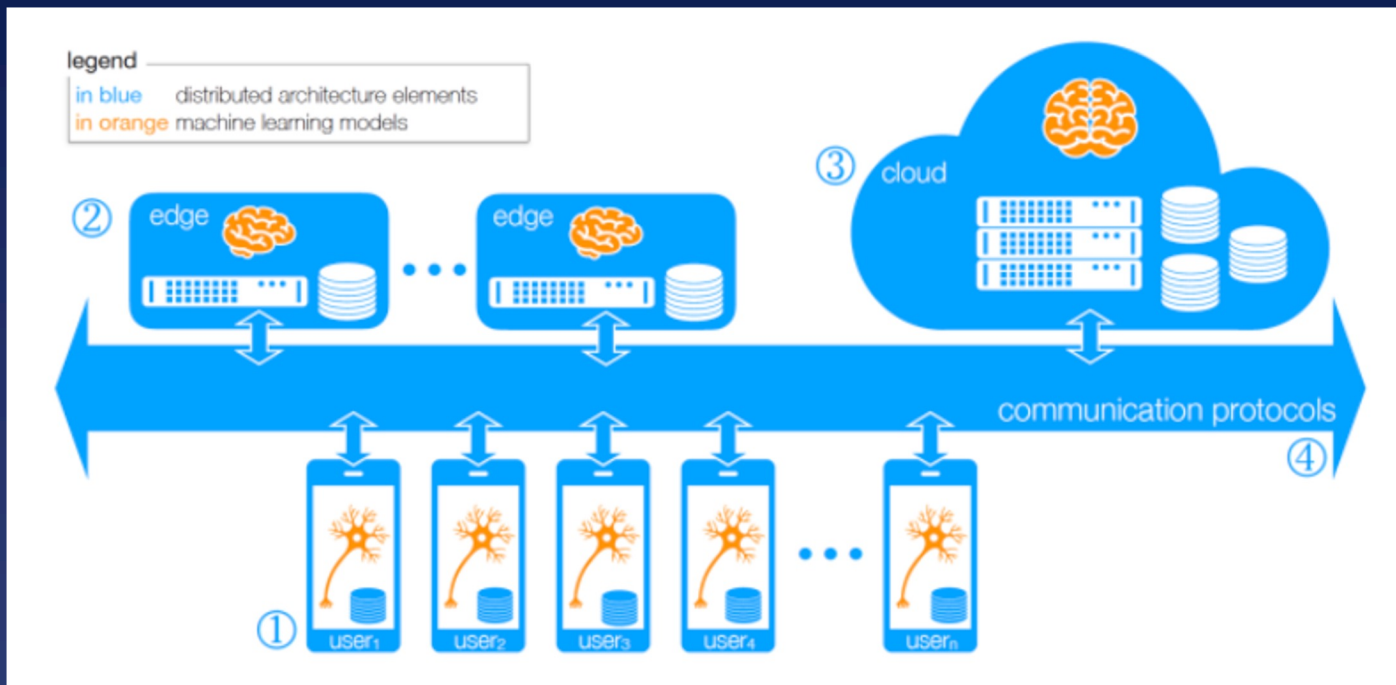 legend
in blue distributed architecture elements
in orange machine learning models
③ cloud
② edge
edge
communication protocols
④
①
user₁
user₂
user₃
user₄
userₙ